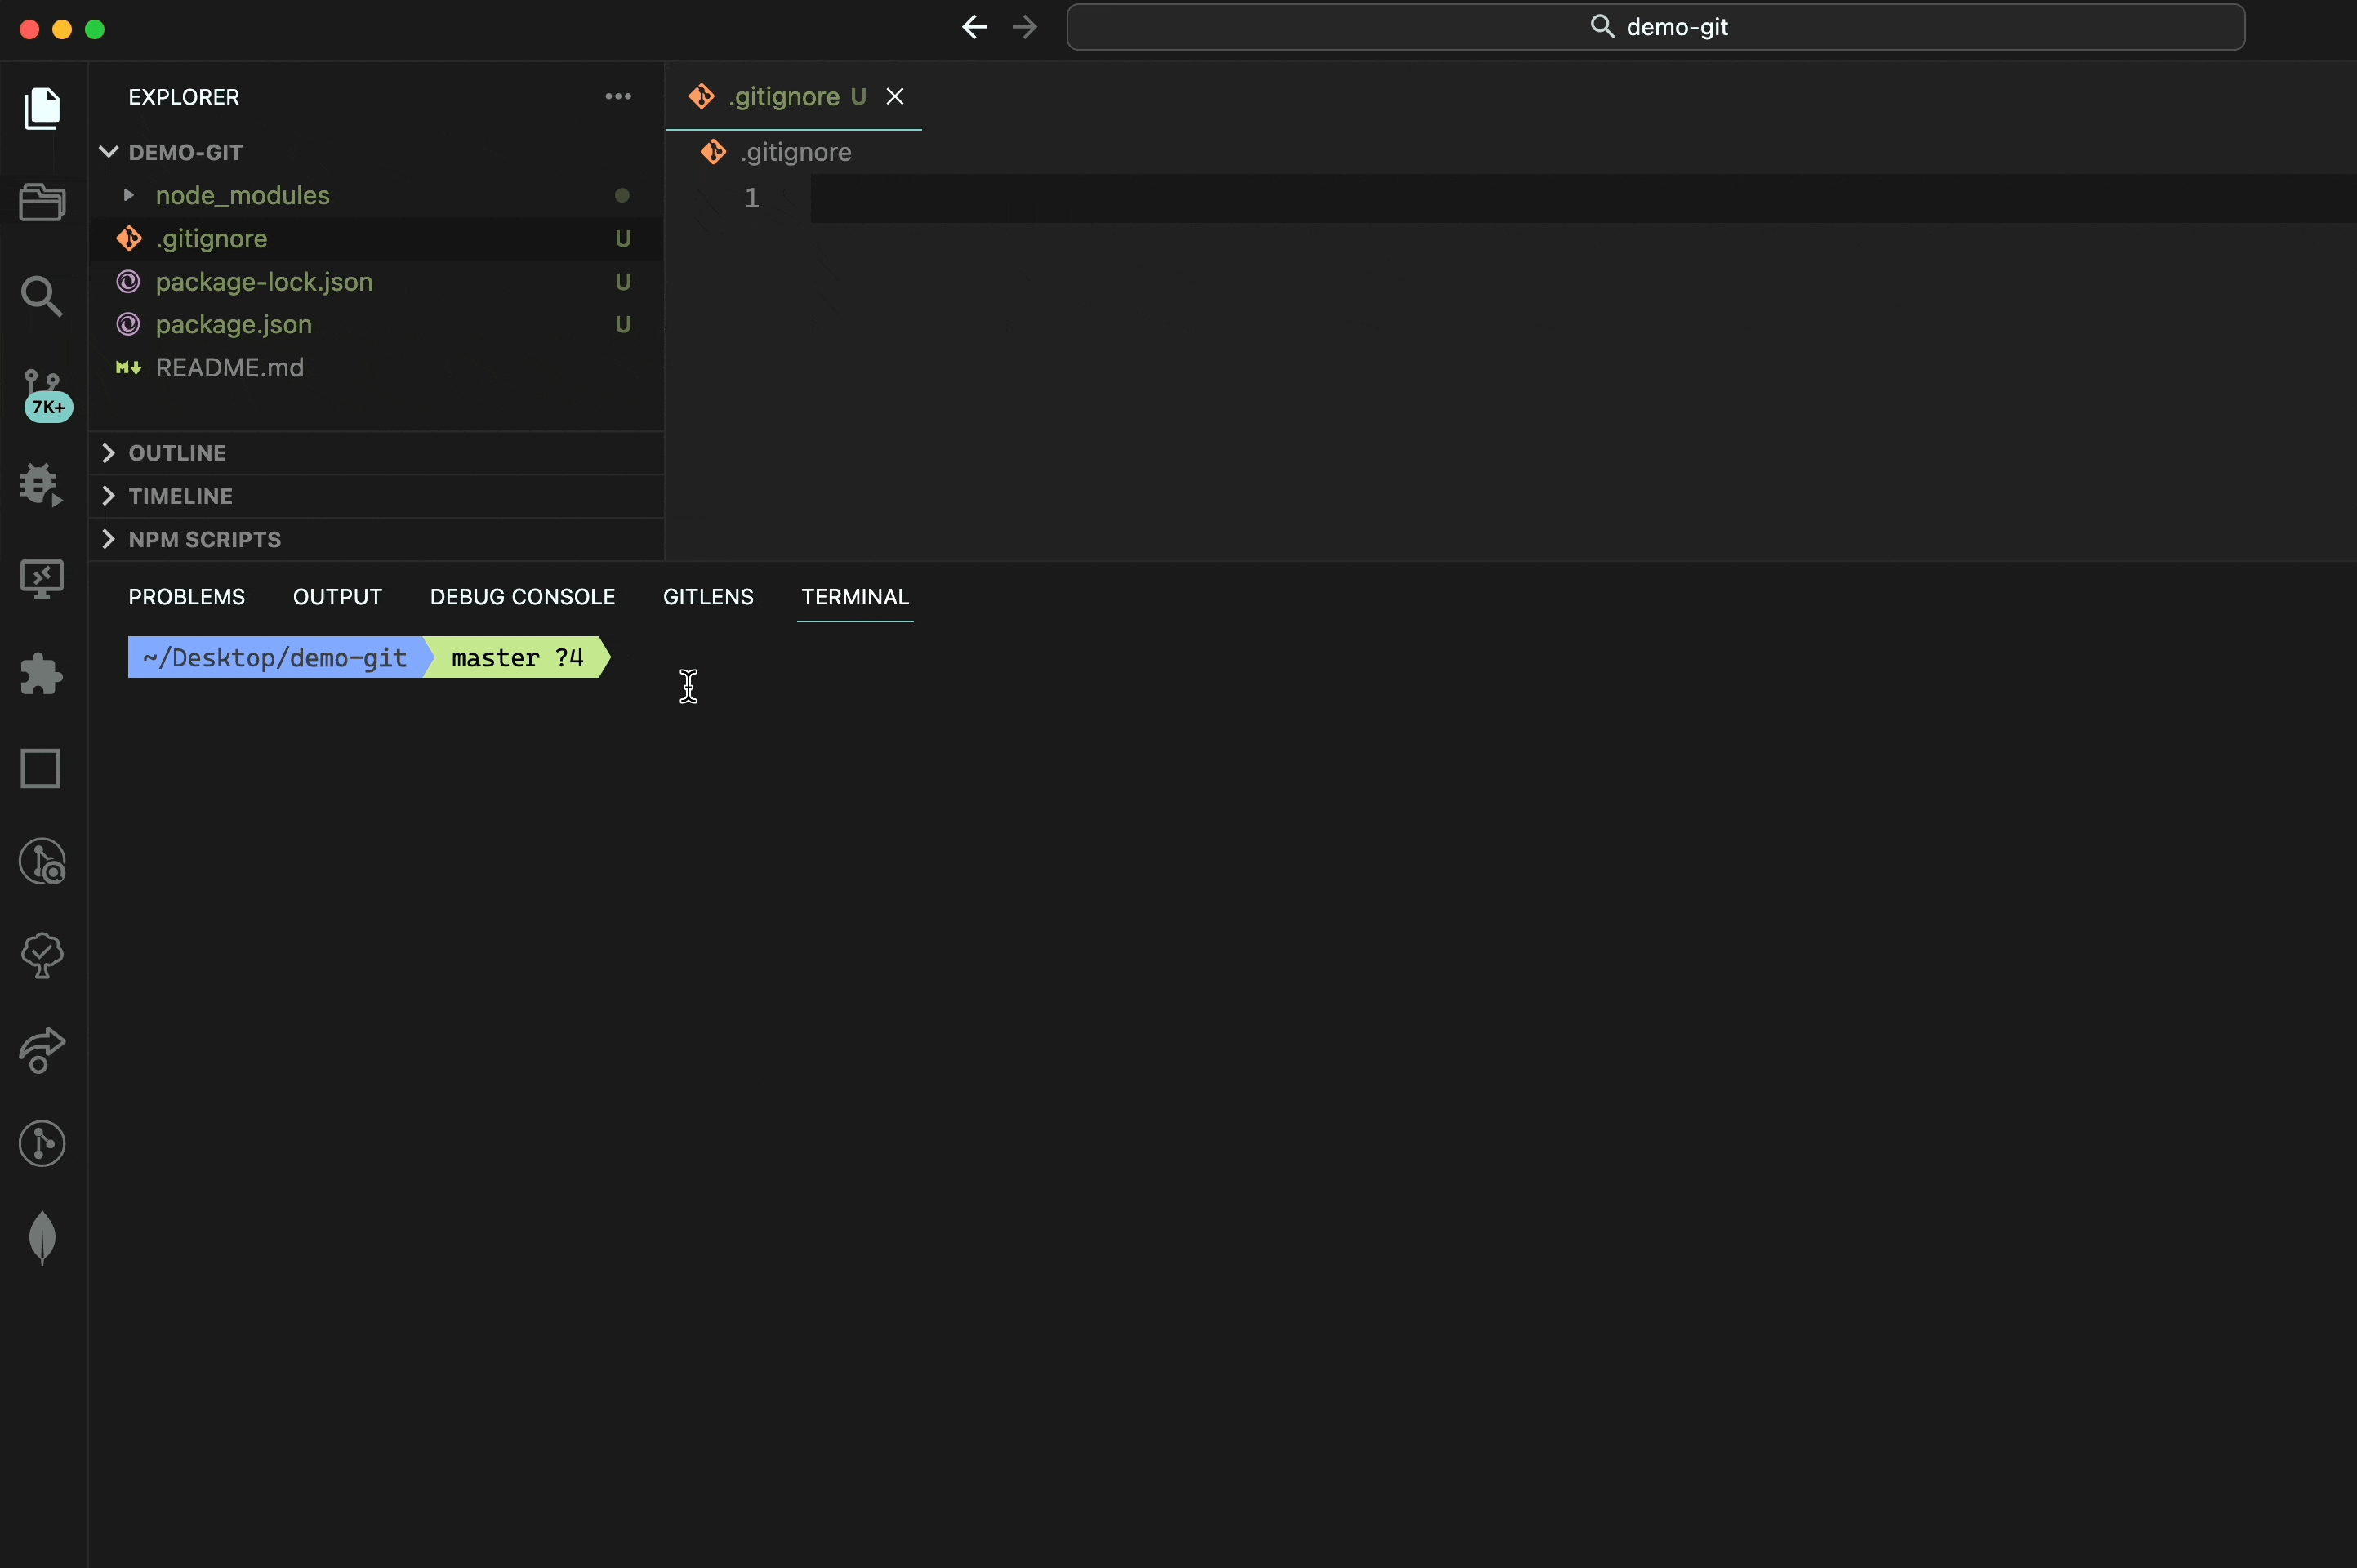 demo-git
EXPLORER
.gitignore U
DEMO-GIT
.gitignore
node_modules
1
.gitignore U
package-lock.json U
package.json U
README.md
7K+
OUTLINE
TIMELINE
NPM SCRIPTS
PROBLEMS OUTPUT DEBUG CONSOLE GITLENS TERMINAL
~/Desktop/demo-git master ?4